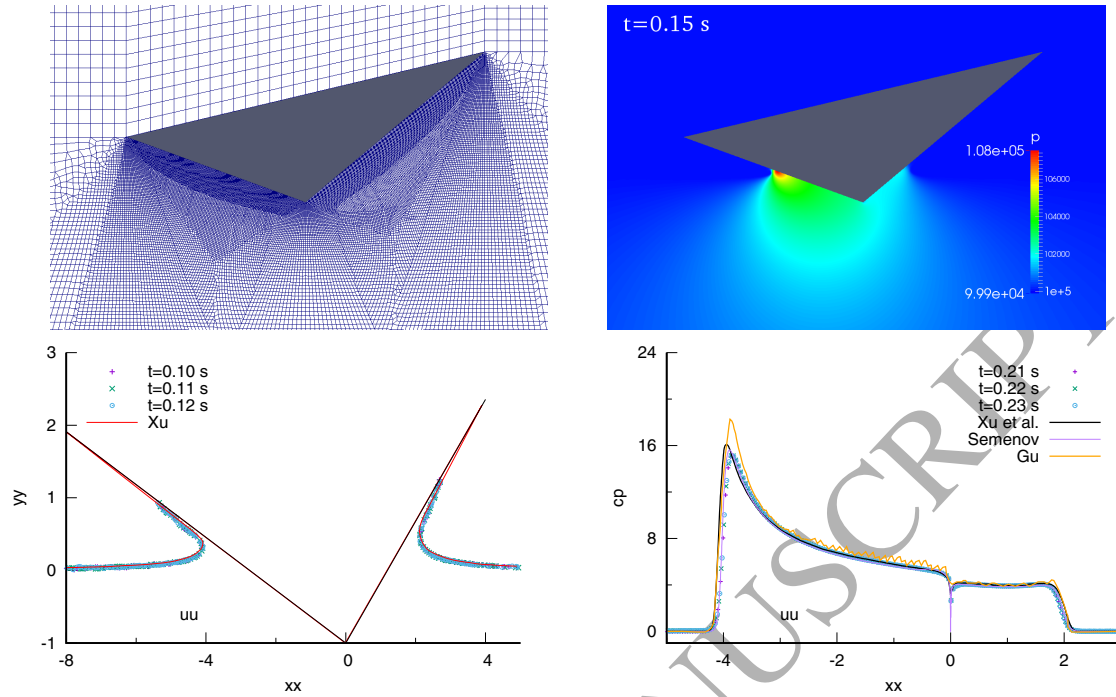 t=0.15 s
p
1.08e+05
106000
104000
102000
9.99e+04
1e+5
3
2
1
0
-1
yy
t=0.10 s
t=0.11 s
t=0.12 s
Xu
uu
-8
-4
0
4
xx
24
16
8
0
cp
t=0.21 s
t=0.22 s
t=0.23 s
Xu et al.
Semenov
Gu
uu
-4
-2
0
2
xx
NUSCRIPT